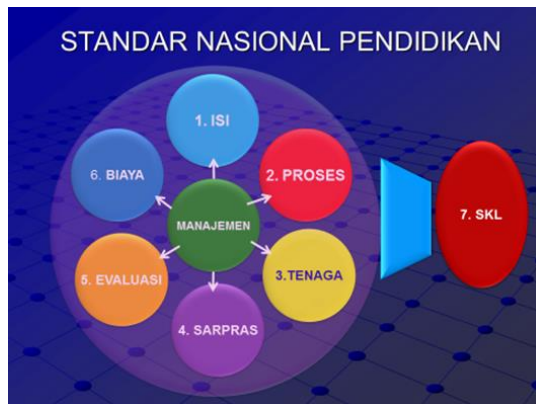 STANDAR NASIONAL PENDIDIKAN
1. ISI
2. PROSES
3.TENAGA
4. SARPRAS
5. EVALUASI
6. BIAYA
MANAJEMEN
7. SKL